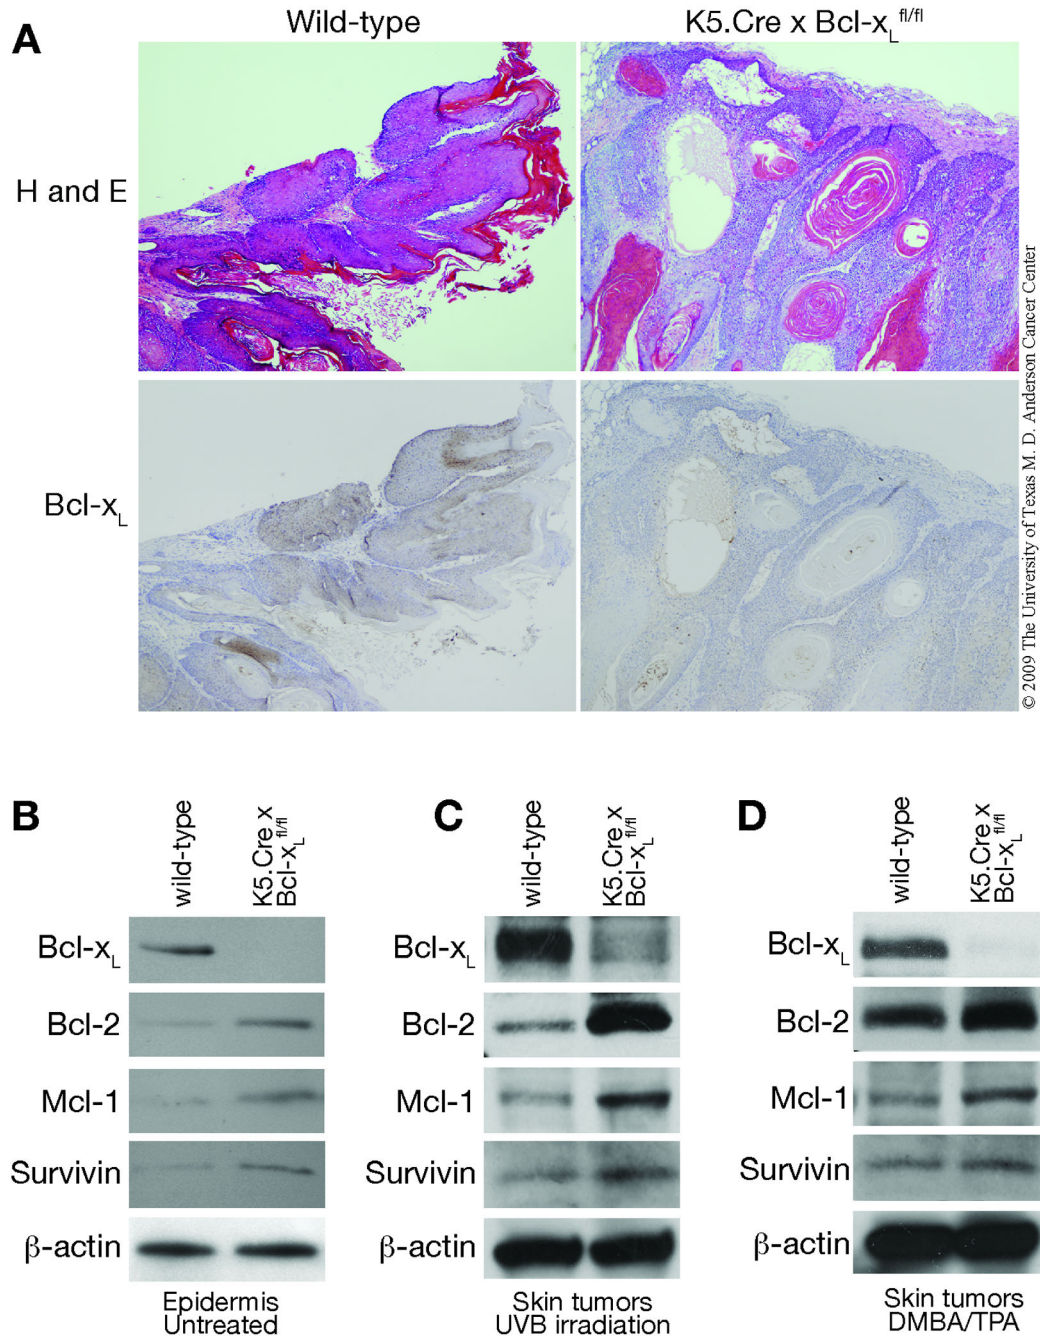 A
Wild-type
K5.Cre x Bcl-xL fl/fl
H and E
Bcl-xL
© 2009 The University of Texas M. D. Anderson Cancer Center
B
wild-type
K5.Cre x
Bcl-xL fl/fl
Bcl-xL
Bcl-2
Mcl-1
Survivin
β-actin
Epidermis
Untreated
C
wild-type
K5.Cre x
Bcl-xL fl/fl
Bcl-xL
Bcl-2
Mcl-1
Survivin
β-actin
Skin tumors
UVB irradiation
D
wild-type
K5.Cre x
Bcl-xL fl/fl
Bcl-xL
Bcl-2
Mcl-1
Survivin
β-actin
Skin tumors
DMBA/TPA